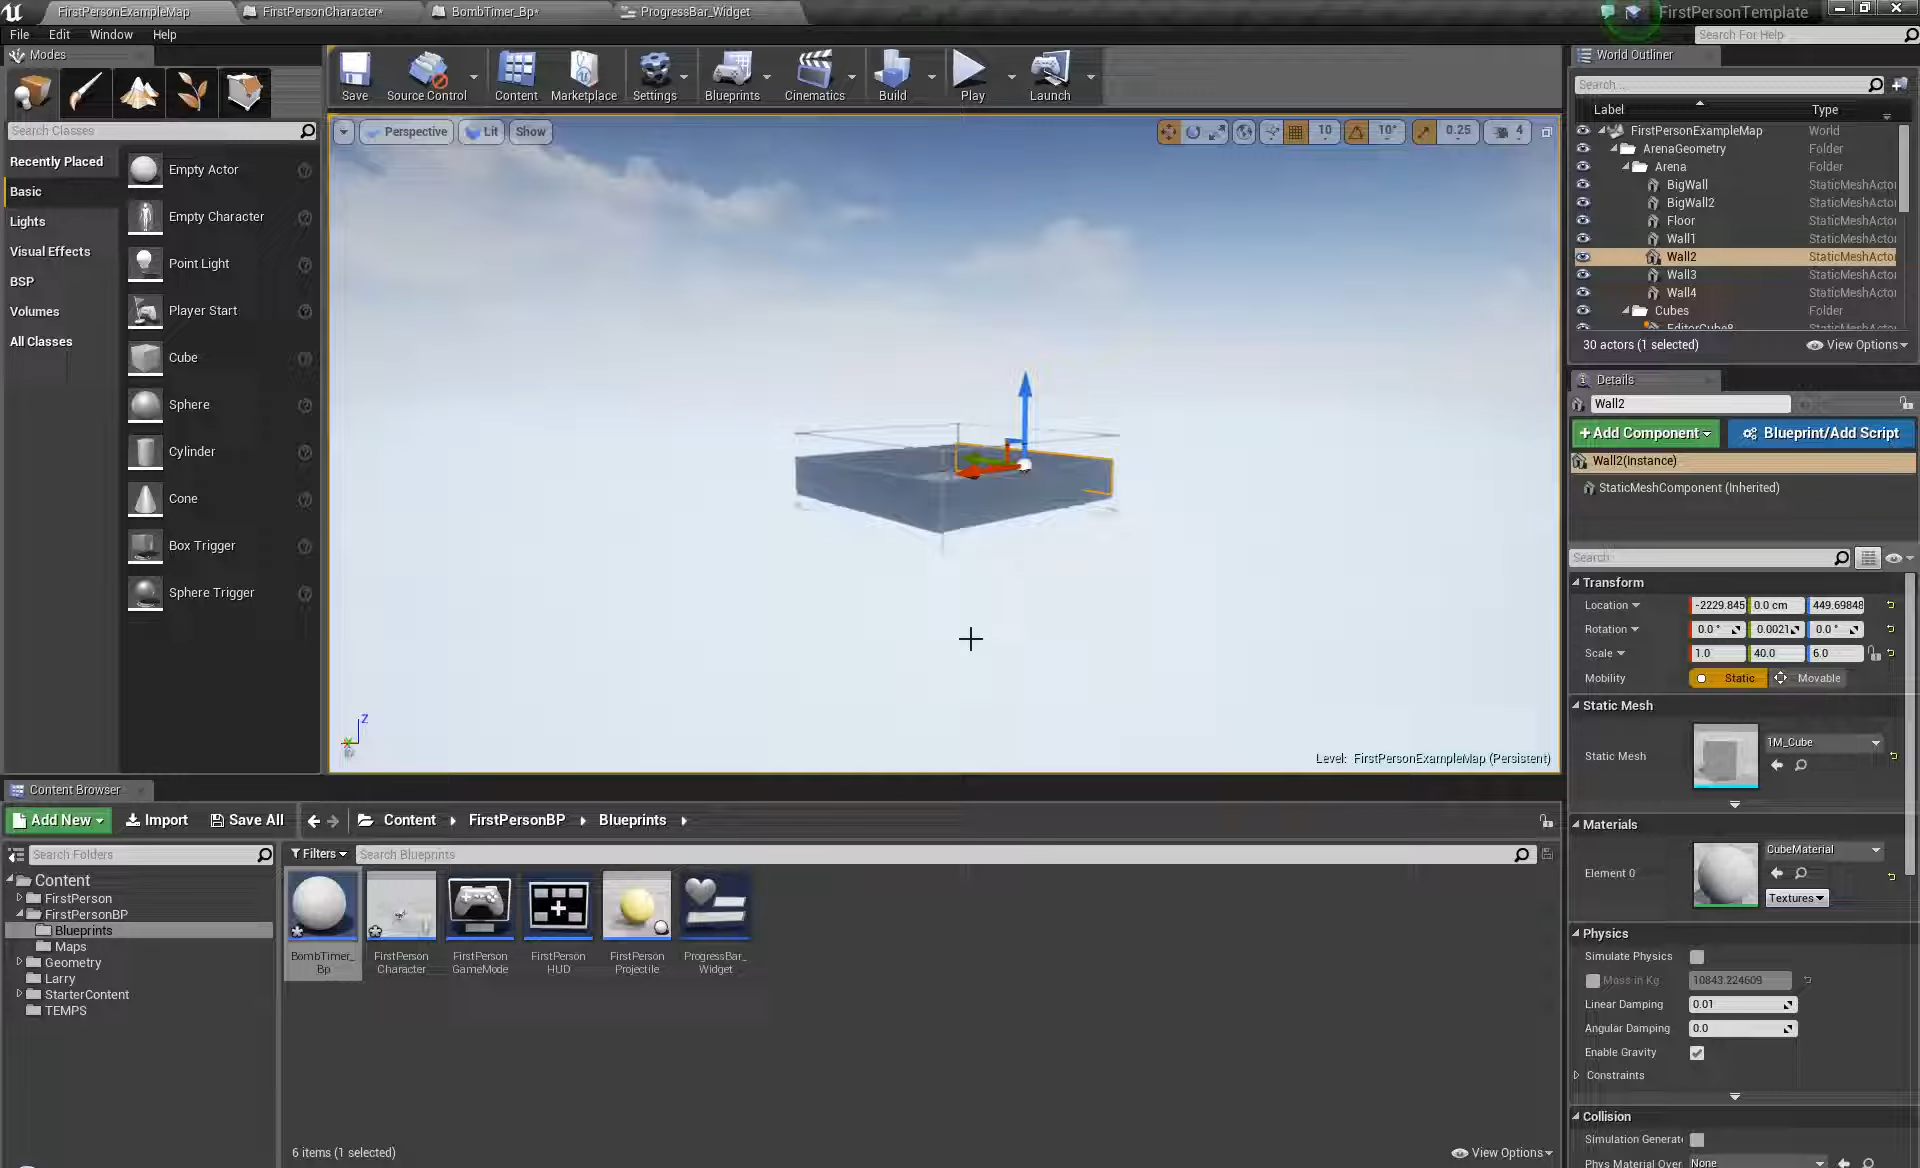 FirstPersonExampleMap
FirstPersonCharacter*
BombTimer_Bp*
ProgressBar_Widget
FirstPersonTemplate
File Edit Window Help
Search For Help
Modes
Save
Source Control
Content
Marketplace
Settings
Blueprints
Cinematics
Build
Play
Launch
Search Classes
Recently Placed
Basic
Lights
Visual Effects
BSP
Volumes
All Classes
Empty Actor
Empty Character
Point Light
Player Start
Cube
Sphere
Cylinder
Cone
Box Trigger
Sphere Trigger
Perspective
Lit
Show
10
10°
0.25
4
Z
Level: FirstPersonExampleMap (Persistent)
World Outliner
Search...
Label Type
FirstPersonExampleMap World
ArenaGeometry Folder
Arena Folder
BigWall StaticMeshActor
BigWall2 StaticMeshActor
Floor StaticMeshActor
Wall1 StaticMeshActor
Wall2 StaticMeshActor
Wall3 StaticMeshActor
Wall4 StaticMeshActor
Cubes Folder
EditorCube8
30 actors (1 selected) View Options
Details
Wall2
+Add Component Blueprint/Add Script
Wall2(Instance)
StaticMeshComponent (Inherited)
Search
Transform
Location -2229.845 0.0 cm 449.69848
Rotation 0.0 ° 0.0021 0.0 °
Scale 1.0 40.0 6.0
Mobility Static Movable
Static Mesh
Static Mesh 1M_Cube
Materials
Element 0 CubeMaterial
Textures
Physics
Simulate Physics
Mass in Kg 10843.224609
Linear Damping 0.01
Angular Damping 0.0
Enable Gravity
Constraints
Collision
Simulation Generat
Phys Material Over None
Content Browser
Add New Import Save All Content FirstPersonBP Blueprints
Search Folders
Filters Search Blueprints
Content
FirstPerson
FirstPersonBP
Blueprints
Maps
Geometry
Larry
StarterContent
TEMPS
BombTimer_
Bp
FirstPerson
Character
FirstPerson
GameMode
FirstPerson
HUD
FirstPerson
Projectile
ProgressBar_
Widget
6 items (1 selected) View Options